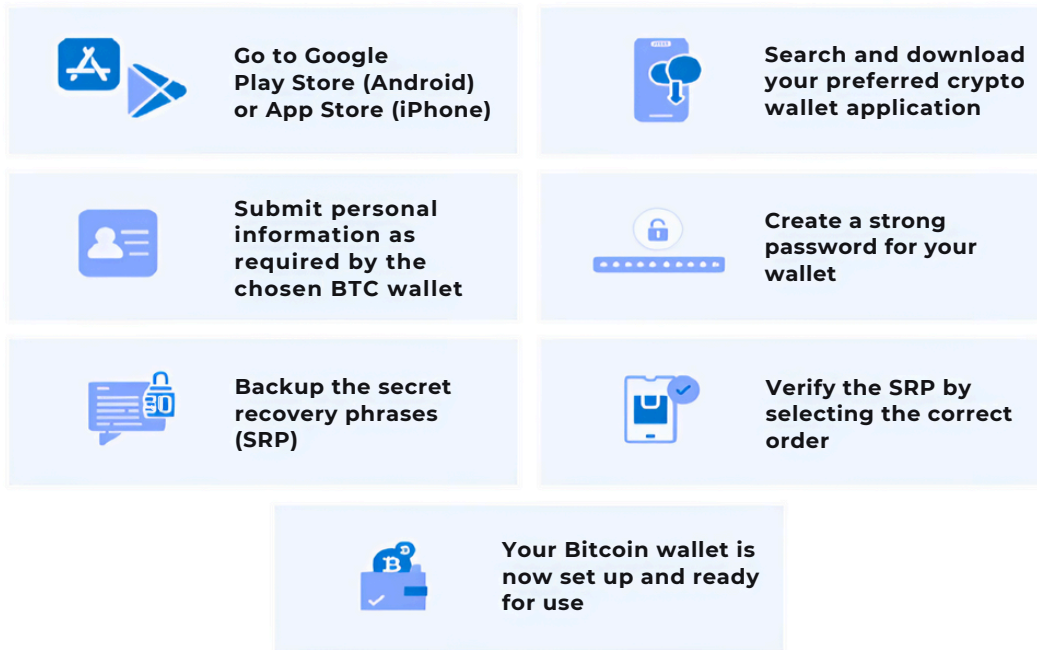 Go to Google
Play Store (Android)
or App Store (iPhone)
Search and download
your preferred crypto
wallet application
Submit personal
information as
required by the
chosen BTC wallet
Create a strong
password for your
wallet
Backup the secret
recovery phrases
(SRP)
Verify the SRP by
selecting the correct
order
Your Bitcoin wallet is
now set up and ready
for use